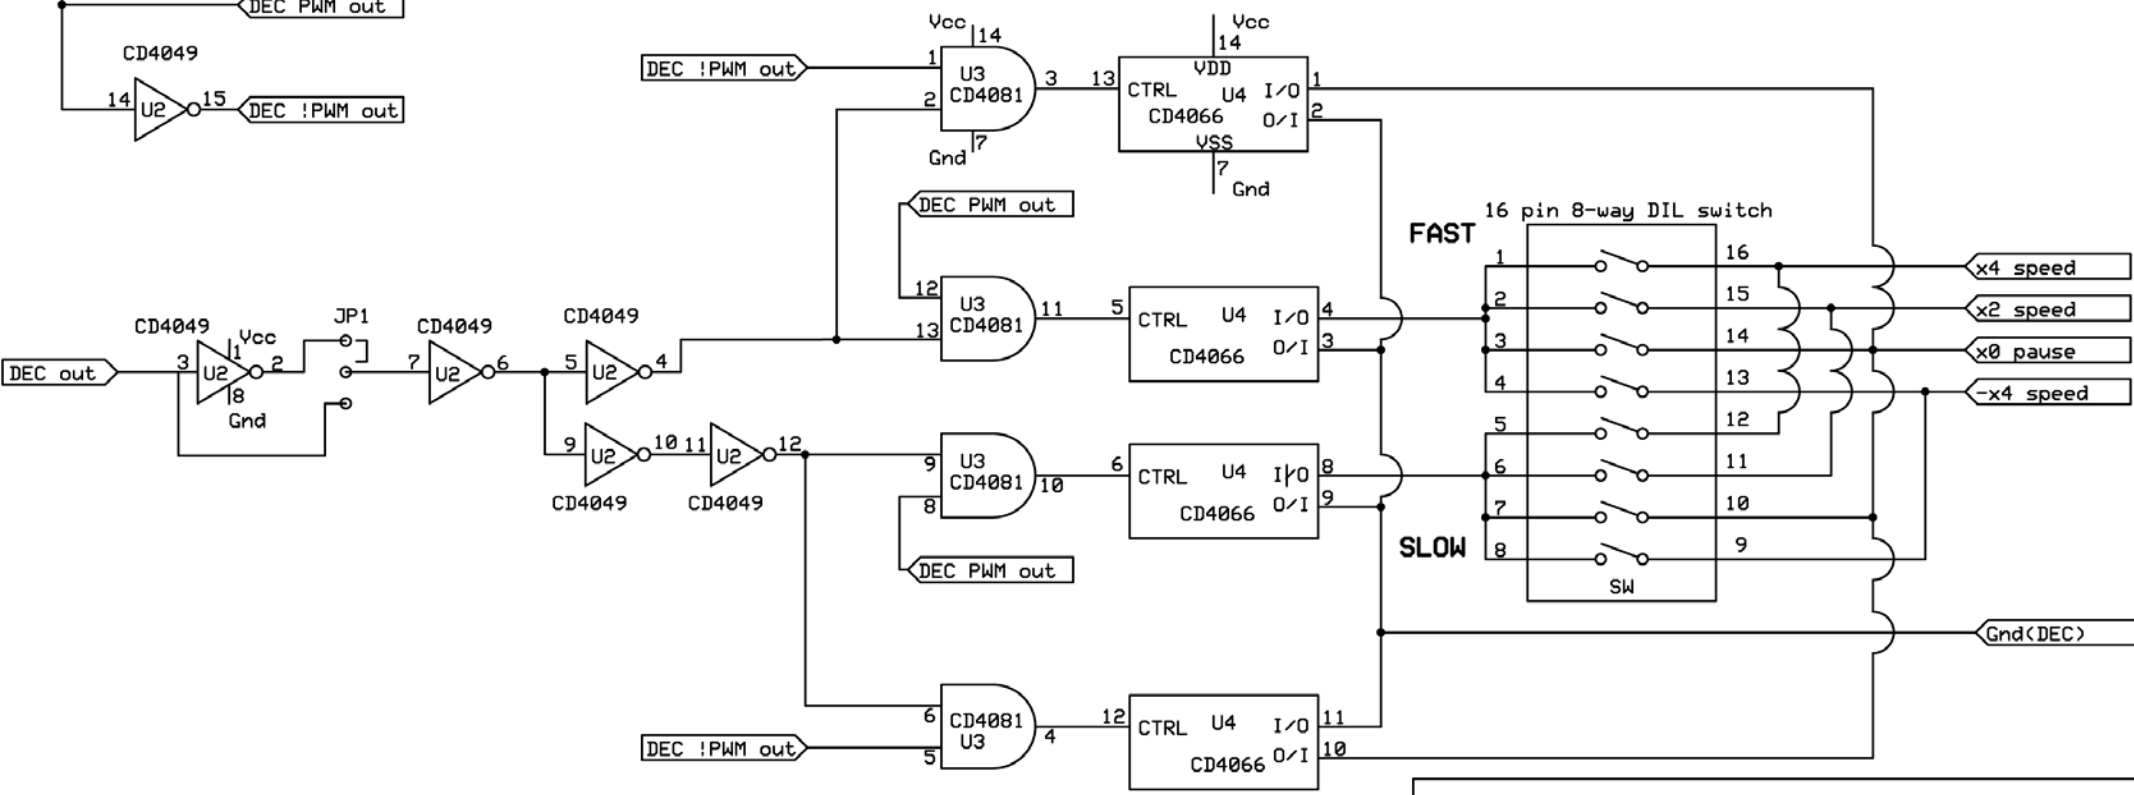 DEC PWM out
CD4049
14 U2 15 DEC !PWM out
DEC !PWM out
Vcc
14
1
2
U3
CD4081
3
7
Gnd
Vcc
14
VDD
13 CTRL
U4
CD4066
I/O 1
O/I 2
VSS
7
Gnd
DEC PWM out
12
13
U3
CD4081
11
5 CTRL
U4
CD4066
I/O 4
O/I 3
DEC out
CD4049
3 U2 2
1
Vcc
8
Gnd
JP1
CD4049
7 U2 6
CD4049
5 U2 4
9 U2 10
CD4049
11 U2 12
CD4049
9
8
U3
CD4081
10
DEC PWM out
6 CTRL
U4
CD4066
I/O 8
O/I 9
6
5
CD4081
U3
4
DEC !PWM out
12 CTRL
U4
CD4066
I/O 11
O/I 10
16 pin 8-way DIL switch
FAST
1 16 x4 speed
2 15 x2 speed
3 14 x0 pause
4 13 -x4 speed
5 12
6 11
7 10
SLOW
8 9
SW
Gnd(DEC)